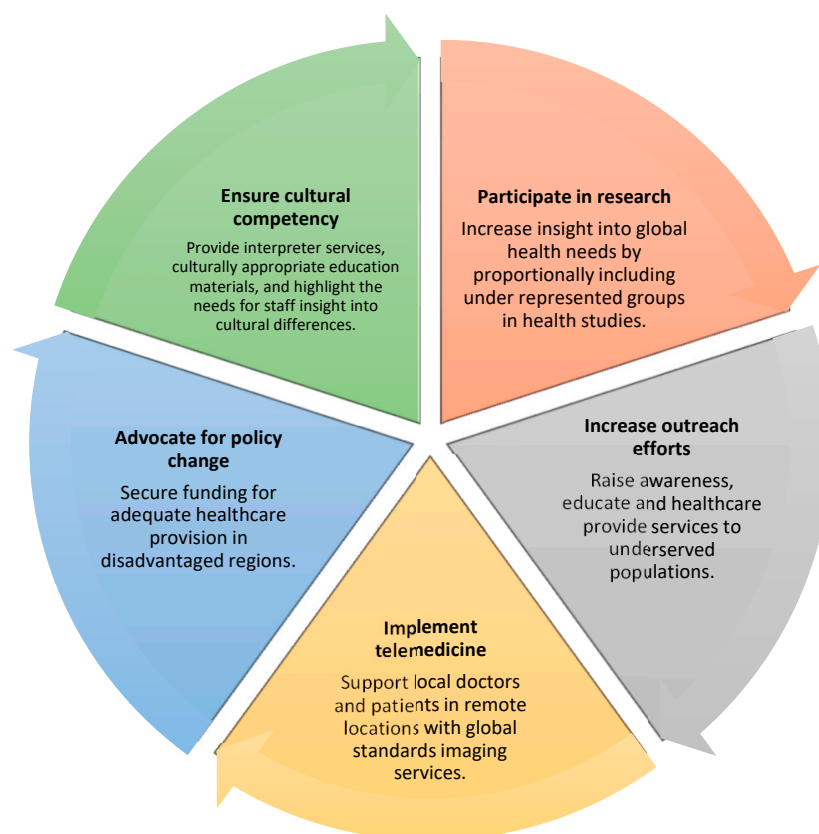 Ensure cultural
competency
Provide interpreter services,
culturally appropriate education
materials, and highlight the
needs for staff insight into
cultural differences.
Participate in research
Increase insight into global
health needs by
proportionally including
under represented groups
in health studies.
Increase outreach
efforts
Raise awareness,
educate and healthcare
provide services to
underserved
populations.
Implement
telemedicine
Support local doctors
and patients in remote
locations with global
standards imaging
services.
Advocate for policy
change
Secure funding for
adequate healthcare
provision in
disadvantaged regions.